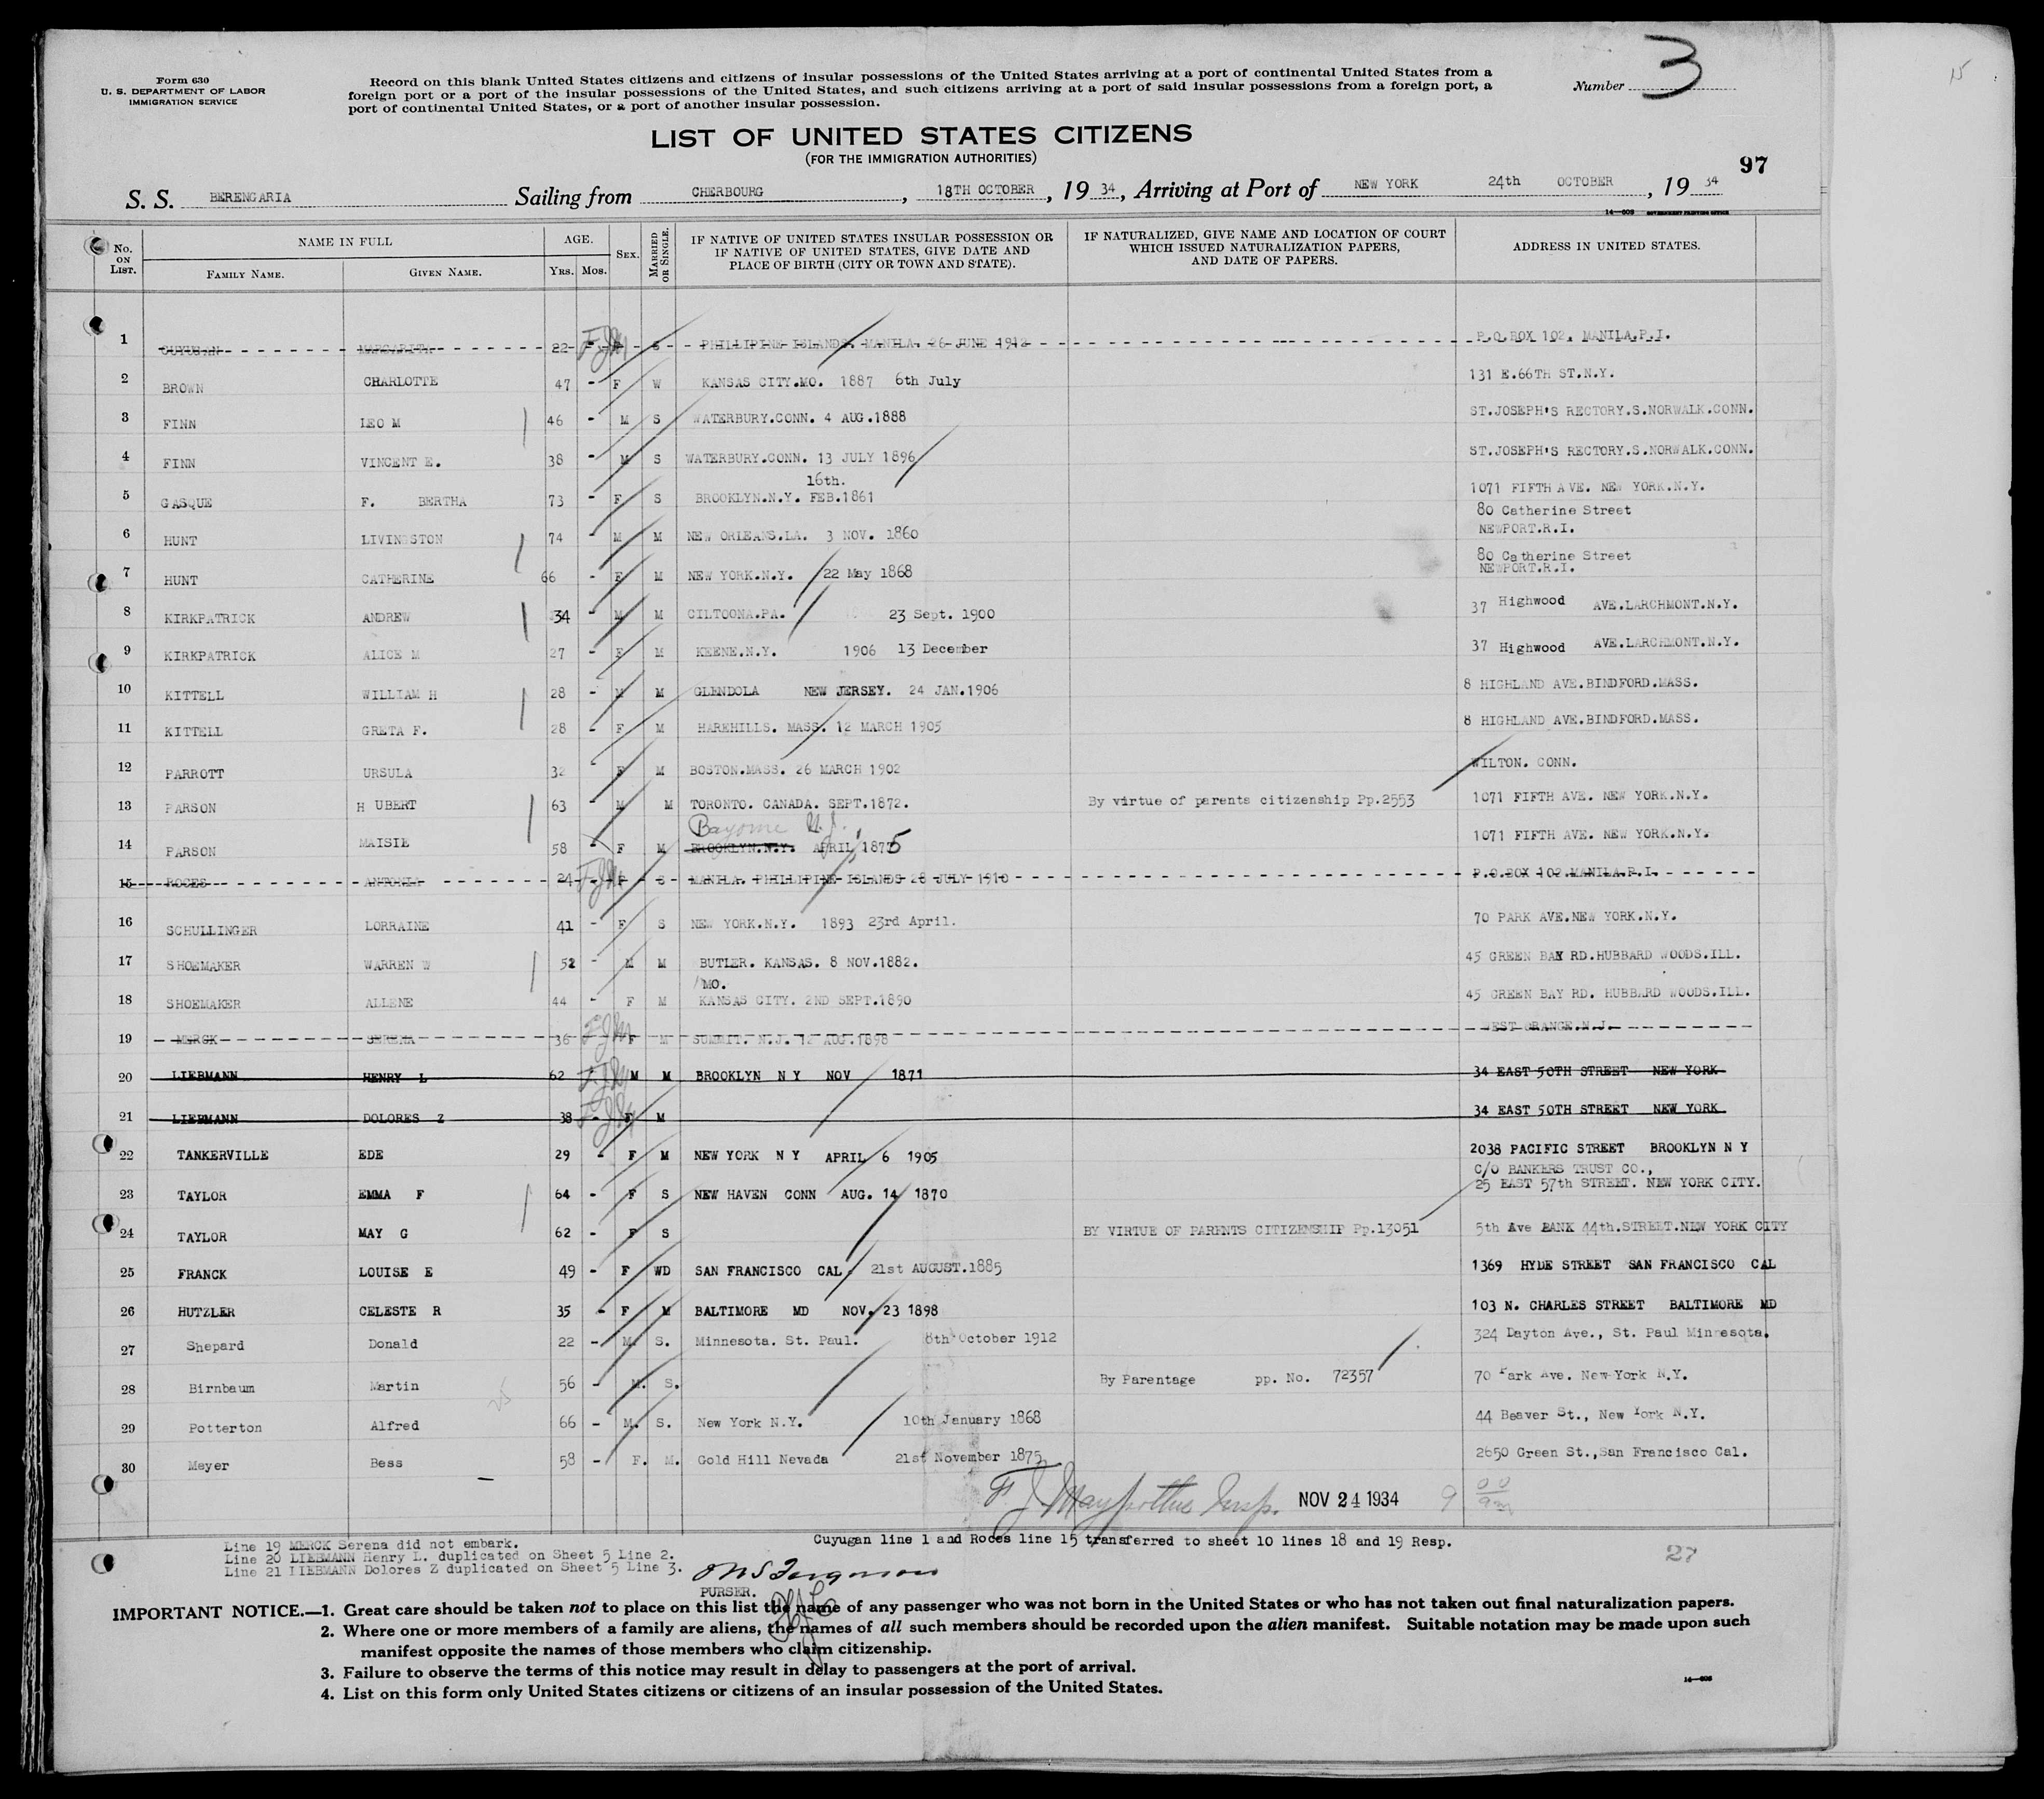 Form 630
U. S. DEPARTMENT OF LABOR
IMMIGRATION SERVICE
Record on this blank United States citizens and citizens of insular possessions of the United States arriving at a port of continental United States from a
foreign port or a port of the insular possessions of the United States, and such citizens arriving at a port of said insular possessions from a foreign port, a
port of continental United States, or a port of another insular possession.
Number 3
LIST OF UNITED STATES CITIZENS
(FOR THE IMMIGRATION AUTHORITIES)
97
S. S. BERENGARIA Sailing from CHERBOURG , 18TH OCTOBER , 19 34, Arriving at Port of NEW YORK 24th OCTOBER , 19 34
No. ON LIST. NAME IN FULL FAMILY NAME. GIVEN NAME. AGE. YRS. MOS. SEX. MARRIED OR SINGLE. IF NATIVE OF UNITED STATES INSULAR POSSESSION OR IF NATIVE OF UNITED STATES, GIVE DATE AND PLACE OF BIRTH (CITY OR TOWN AND STATE). IF NATURALIZED, GIVE NAME AND LOCATION OF COURT WHICH ISSUED NATURALIZATION PAPERS, AND DATE OF PAPERS. ADDRESS IN UNITED STATES.
1 CUYUGAN MARGARITA 22 - F S PHILLIPINE ISLANDS. MANILA. 26 JUNE 1912 P.O.BOX 102. MANILA.P.I.
2 BROWN CHARLOTTE 47 - F W KANSAS CITY.MO. 1887 6th July 131 E.66TH ST.N.Y.
3 FINN LEO M 46 - M S WATERBURY.CONN. 4 AUG.1888 ST.JOSEPH'S RECTORY.S.NORWALK.CONN.
4 FINN VINCENT E. 38 - M S WATERBURY.CONN. 13 JULY 1896 ST.JOSEPH'S RECTORY.S.NORWALK.CONN.
16th.
5 GASQUE F. BERTHA 73 - F S BROOKLYN.N.Y. FEB.1861 1071 FIFTH AVE. NEW YORK.N.Y.
80 Catherine Street
6 HUNT LIVINGSTON 74 - M M NEW ORLEANS.LA. 3 NOV. 1860 NEWPORT.R.I.
80 Catherine Street
7 HUNT CATHERINE 66 - F M NEW YORK.N.Y. 22 May 1868 NEWPORT.R.I.
8 KIRKPATRICK ANDREW 34 - M M CILTOONA.PA. 23 Sept. 1900 37 Highwood AVE.LARCHMONT.N.Y.
9 KIRKPATRICK ALICE M 27 - F M KEENE.N.Y. 1906 13 December 37 Highwood AVE.LARCHMONT.N.Y.
10 KITTELL WILLIAM H 28 - M M GLENDOLA NEW JERSEY. 24 JAN.1906 8 HIGHLAND AVE.BINDFORD.MASS.
11 KITTELL GRETA F. 28 - F M HAREHILLS. MASS. 12 MARCH 1905 8 HIGHLAND AVE.BINDFORD.MASS.
12 PARROTT URSULA 32 - F M BOSTON.MASS. 26 MARCH 1902 WILTON. CONN.
13 PARSON H UBERT 63 - M M TORONTO. CANADA. SEPT.1872. By virtue of parents citizenship Pp.2553 1071 FIFTH AVE. NEW YORK.N.Y.
Bayonne N.J.
14 PARSON MAISIE 58 - F M BROOKLYN.N.Y. APRIL 1875 1071 FIFTH AVE. NEW YORK.N.Y.
15 ROCES ANTONIA 24 - F S MANILA. PHILLIPINE ISLANDS 28 JULY 1910 P.O.BOX 102.MANILA.P.I.
16 SCHULLINGER LORRAINE 41 - F S NEW YORK.N.Y. 1893 23rd April. 70 PARK AVE.NEW YORK.N.Y.
17 SHOEMAKER WARREN W 52 - M M BUTLER. KANSAS. 8 NOV.1882. 45 GREEN BAY RD.HUBBARD WOODS.ILL.
MO.
18 SHOEMAKER ALLENE 44 - F M KANSAS CITY. 2ND SEPT.1890 45 GREEN BAY RD. HUBBARD WOODS.ILL.
19 MERCK SERENA 36 F M SUMMIT. N.J. 12 AUG.1898 WEST ORANGE.N.J.
20 LIEBMANN HENRY L 62 M M BROOKLYN N Y NOV 1871 34 EAST 50TH STREET NEW YORK
21 LIEBMANN DOLORES Z 38 - F M 34 EAST 50TH STREET NEW YORK
22 TANKERVILLE EDE 29 - F M NEW YORK N Y APRIL 6 1905 2038 PACIFIC STREET BROOKLYN N Y
C/O BANKERS TRUST CO.,
23 TAYLOR EMMA F 64 - F S NEW HAVEN CONN AUG. 14 1870 25 EAST 57th STREET. NEW YORK CITY.
24 TAYLOR MAY G 62 - F S BY VIRTUE OF PARENTS CITIZENSHIP Pp.13051 5th Ave BANK 44th.STREET.NEW YORK CITY
25 FRANCK LOUISE E 49 - F WD SAN FRANCISCO CAL. 21st AUGUST.1885 1369 HYDE STREET SAN FRANCISCO CAL
26 HUTZLER CELESTE R 35 - F M BALTIMORE MD NOV. 23 1898 103 N. CHARLES STREET BALTIMORE MD
27 Shepard Donald 22 - M. S. Minnesota. St. Paul. 8th October 1912 324 Dayton Ave., St. Paul Minnesota.
28 Birnbaum Martin 56 - M. S. By Parentage pp. No. 72357 70 Park Ave. New York N.Y.
29 Potterton Alfred 66 - M. S. New York N.Y. 10th January 1868 44 Beaver St., New York N.Y.
30 Meyer Bess 58 - F. M. Gold Hill Nevada 21st November 1875 2650 Green St.,San Francisco Cal.
NOV 24 1934
Cuyugan line 1 and Roces line 15 transferred to sheet 10 lines 18 and 19 Resp.
Line 19 MERCK Serena did not embark.
Line 20 LIEBMANN Henry L. duplicated on Sheet 5 Line 2.
Line 21 LIEBMANN Dolores Z duplicated on Sheet 5 Line 3.
27
PURSER.
IMPORTANT NOTICE.—1. Great care should be taken not to place on this list the name of any passenger who was not born in the United States or who has not taken out final naturalization papers.
2. Where one or more members of a family are aliens, the names of all such members should be recorded upon the alien manifest. Suitable notation may be made upon such
manifest opposite the names of those members who claim citizenship.
3. Failure to observe the terms of this notice may result in delay to passengers at the port of arrival.
4. List on this form only United States citizens or citizens of an insular possession of the United States.